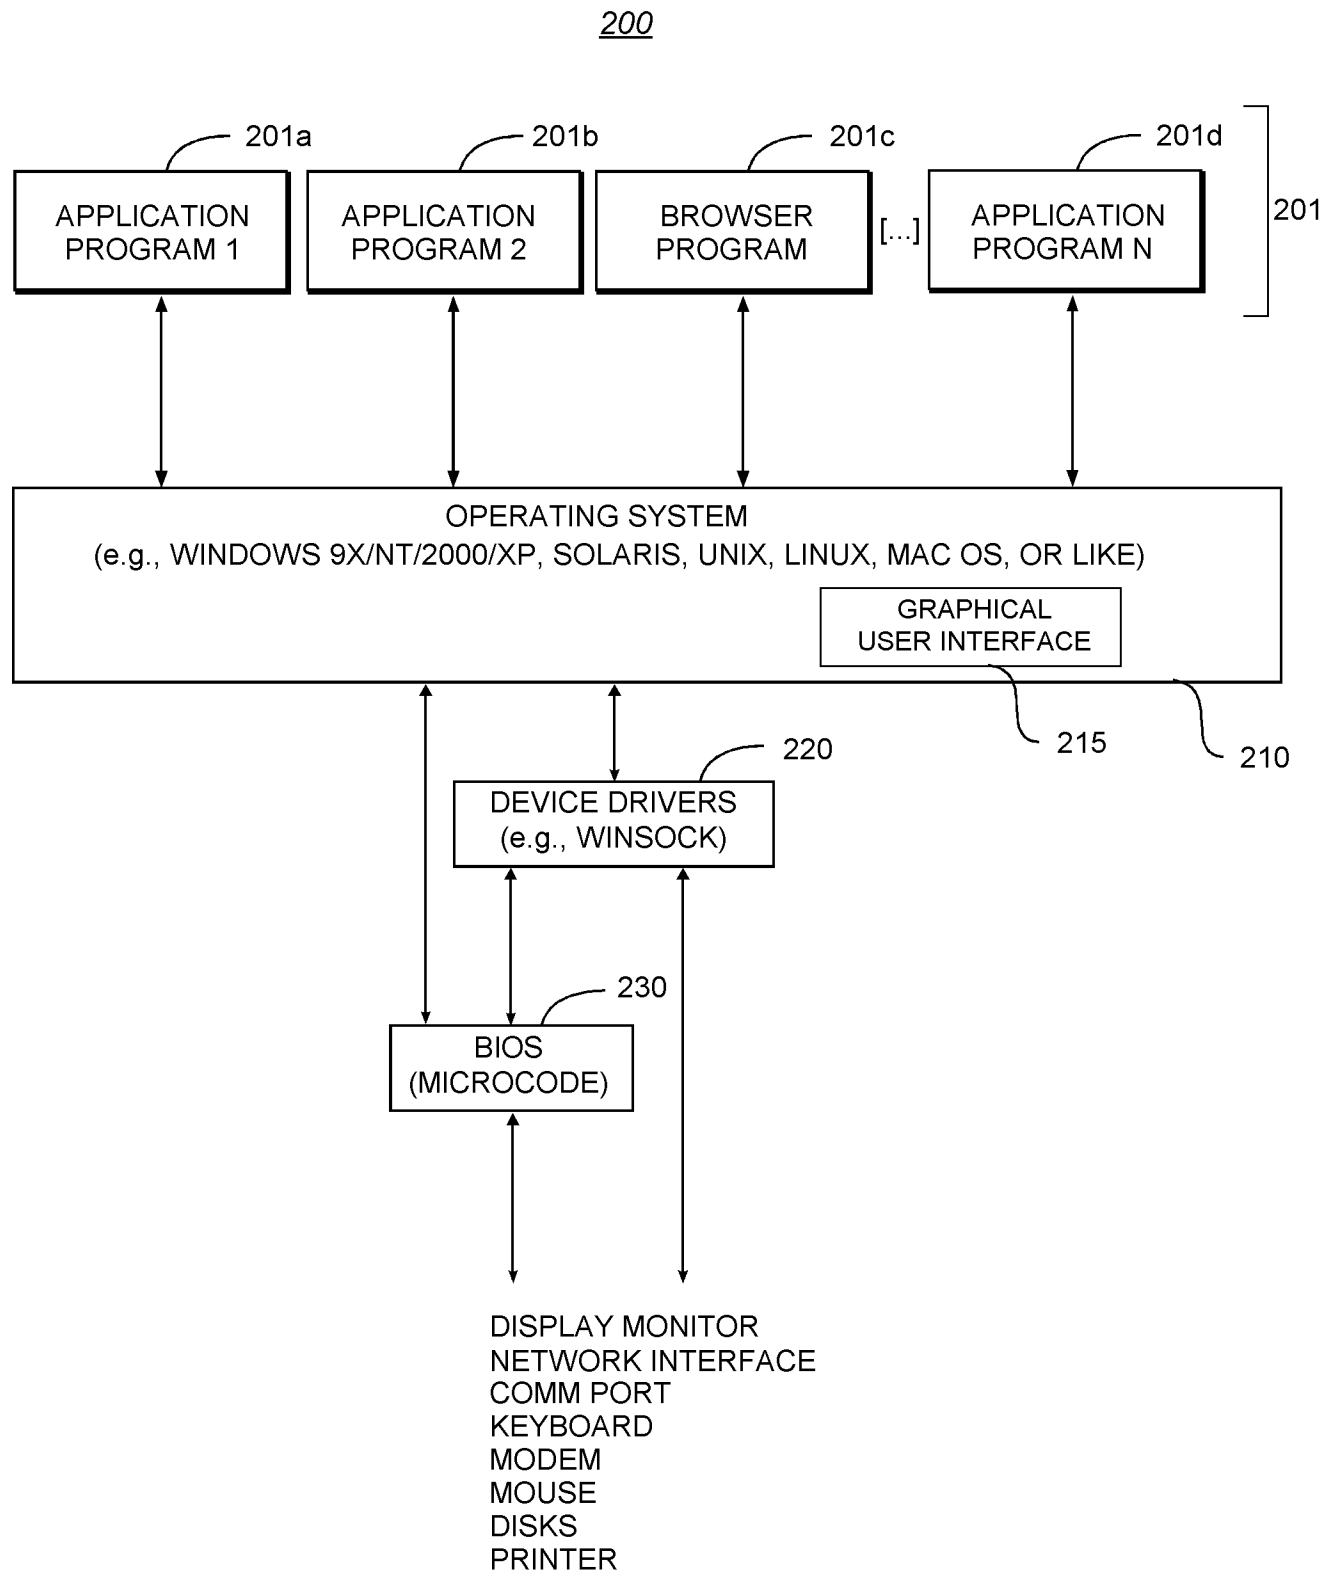 200
201a
201b
201c
201d
201
APPLICATION
PROGRAM 1
APPLICATION
PROGRAM 2
BROWSER
PROGRAM
[...]
APPLICATION
PROGRAM N
OPERATING SYSTEM
(e.g., WINDOWS 9X/NT/2000/XP, SOLARIS, UNIX, LINUX, MAC OS, OR LIKE)
GRAPHICAL
USER INTERFACE
215
210
220
DEVICE DRIVERS
(e.g., WINSOCK)
230
BIOS
(MICROCODE)
DISPLAY MONITOR
NETWORK INTERFACE
COMM PORT
KEYBOARD
MODEM
MOUSE
DISKS
PRINTER